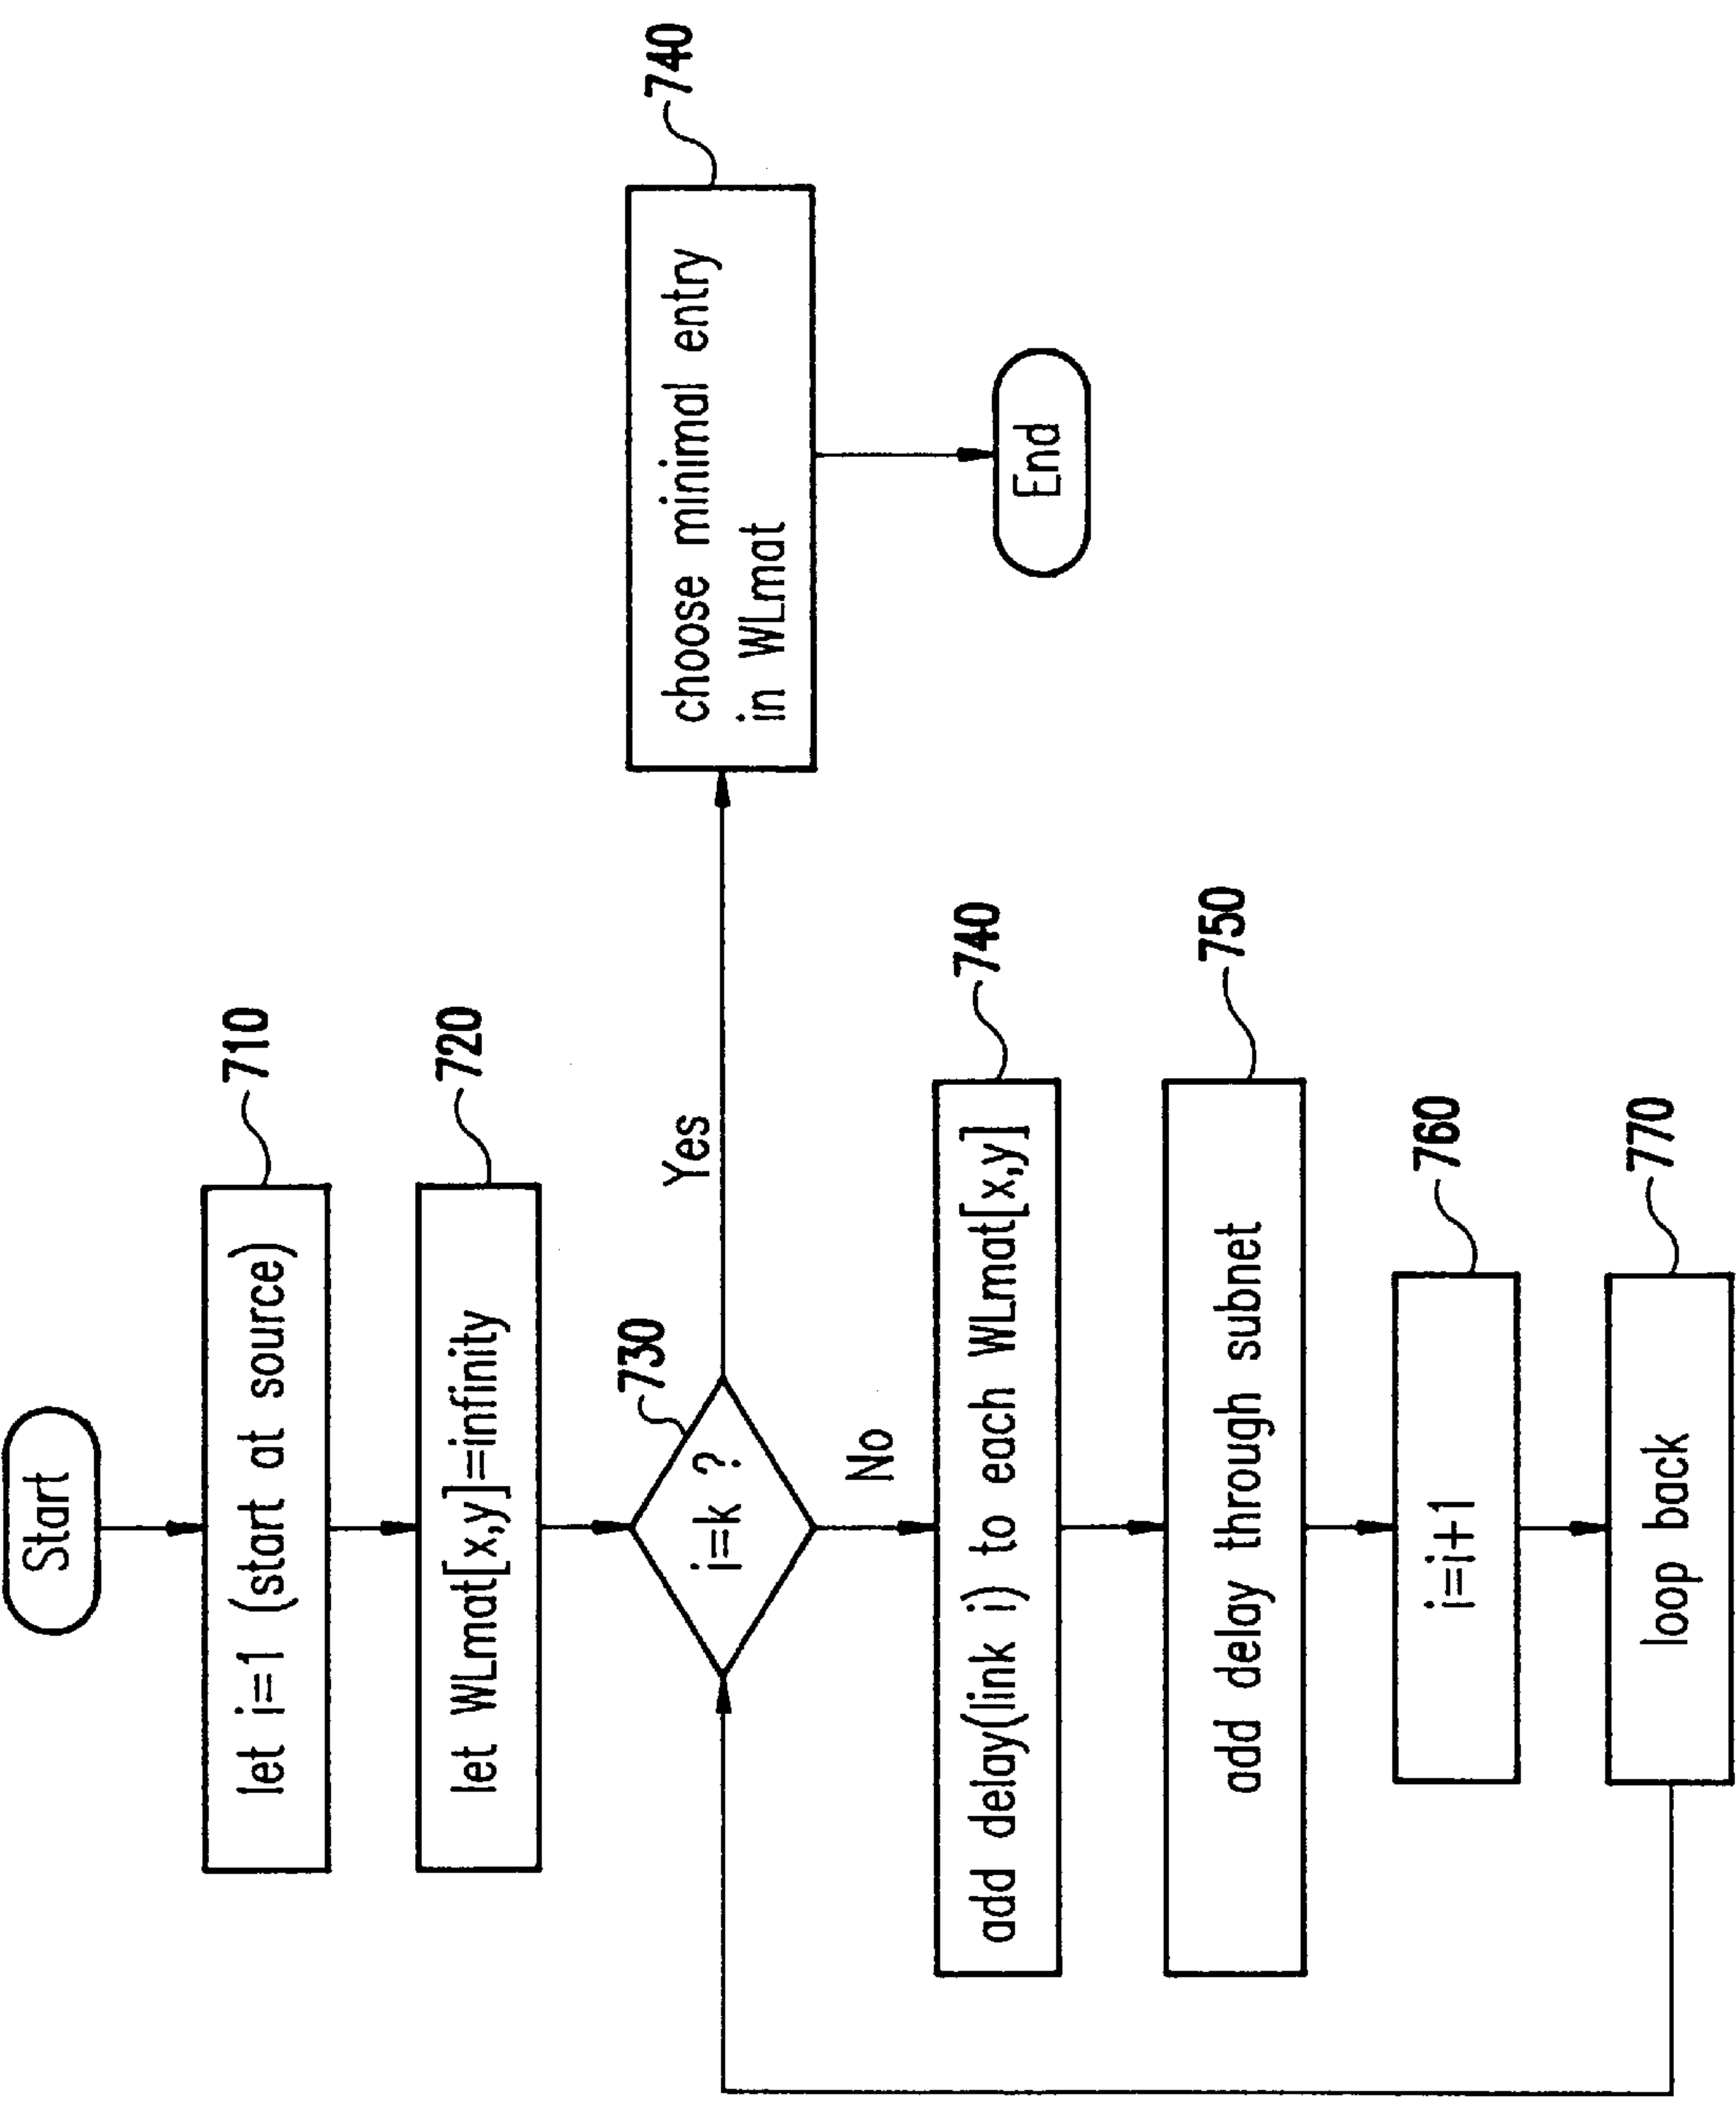 Start
let i=1 (start at source)
710
let WLmat[x,y]=infinity
720
i=k ?
730
Yes
choose minimal entry
in WLmat
740
End
No
add delay(link i) to each WLmat[x,y]
740
add delay through subnet
750
i=i+1
760
loop back
770